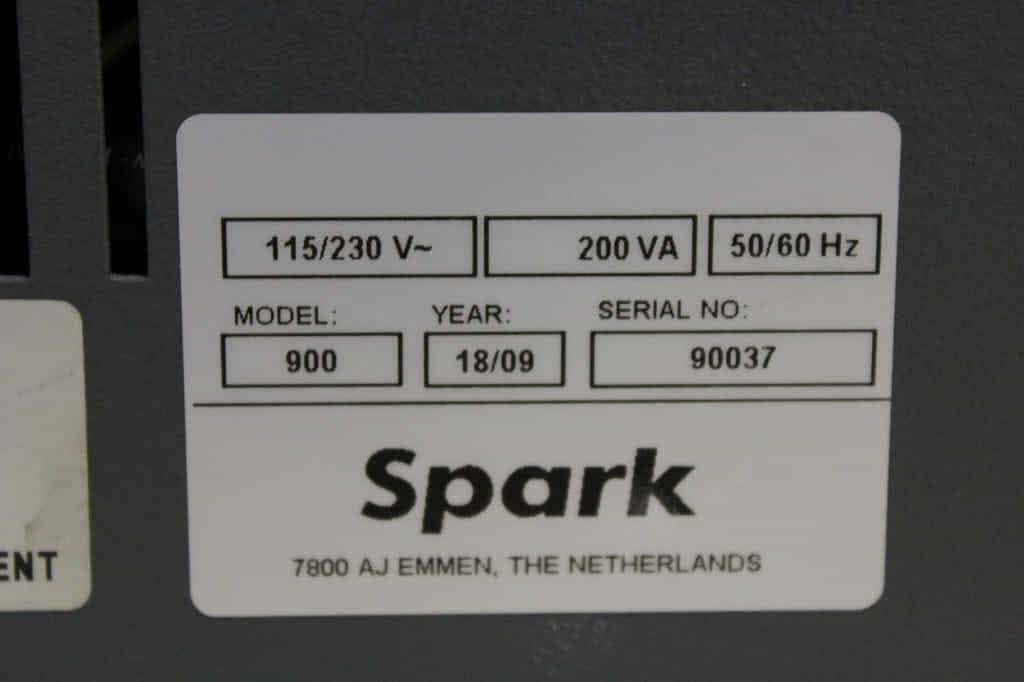 115/230 V~ 200 VA 50/60 Hz
MODEL: YEAR: SERIAL NO:
900 18/09 90037
Spark
7800 AJ EMMEN, THE NETHERLANDS
ENT